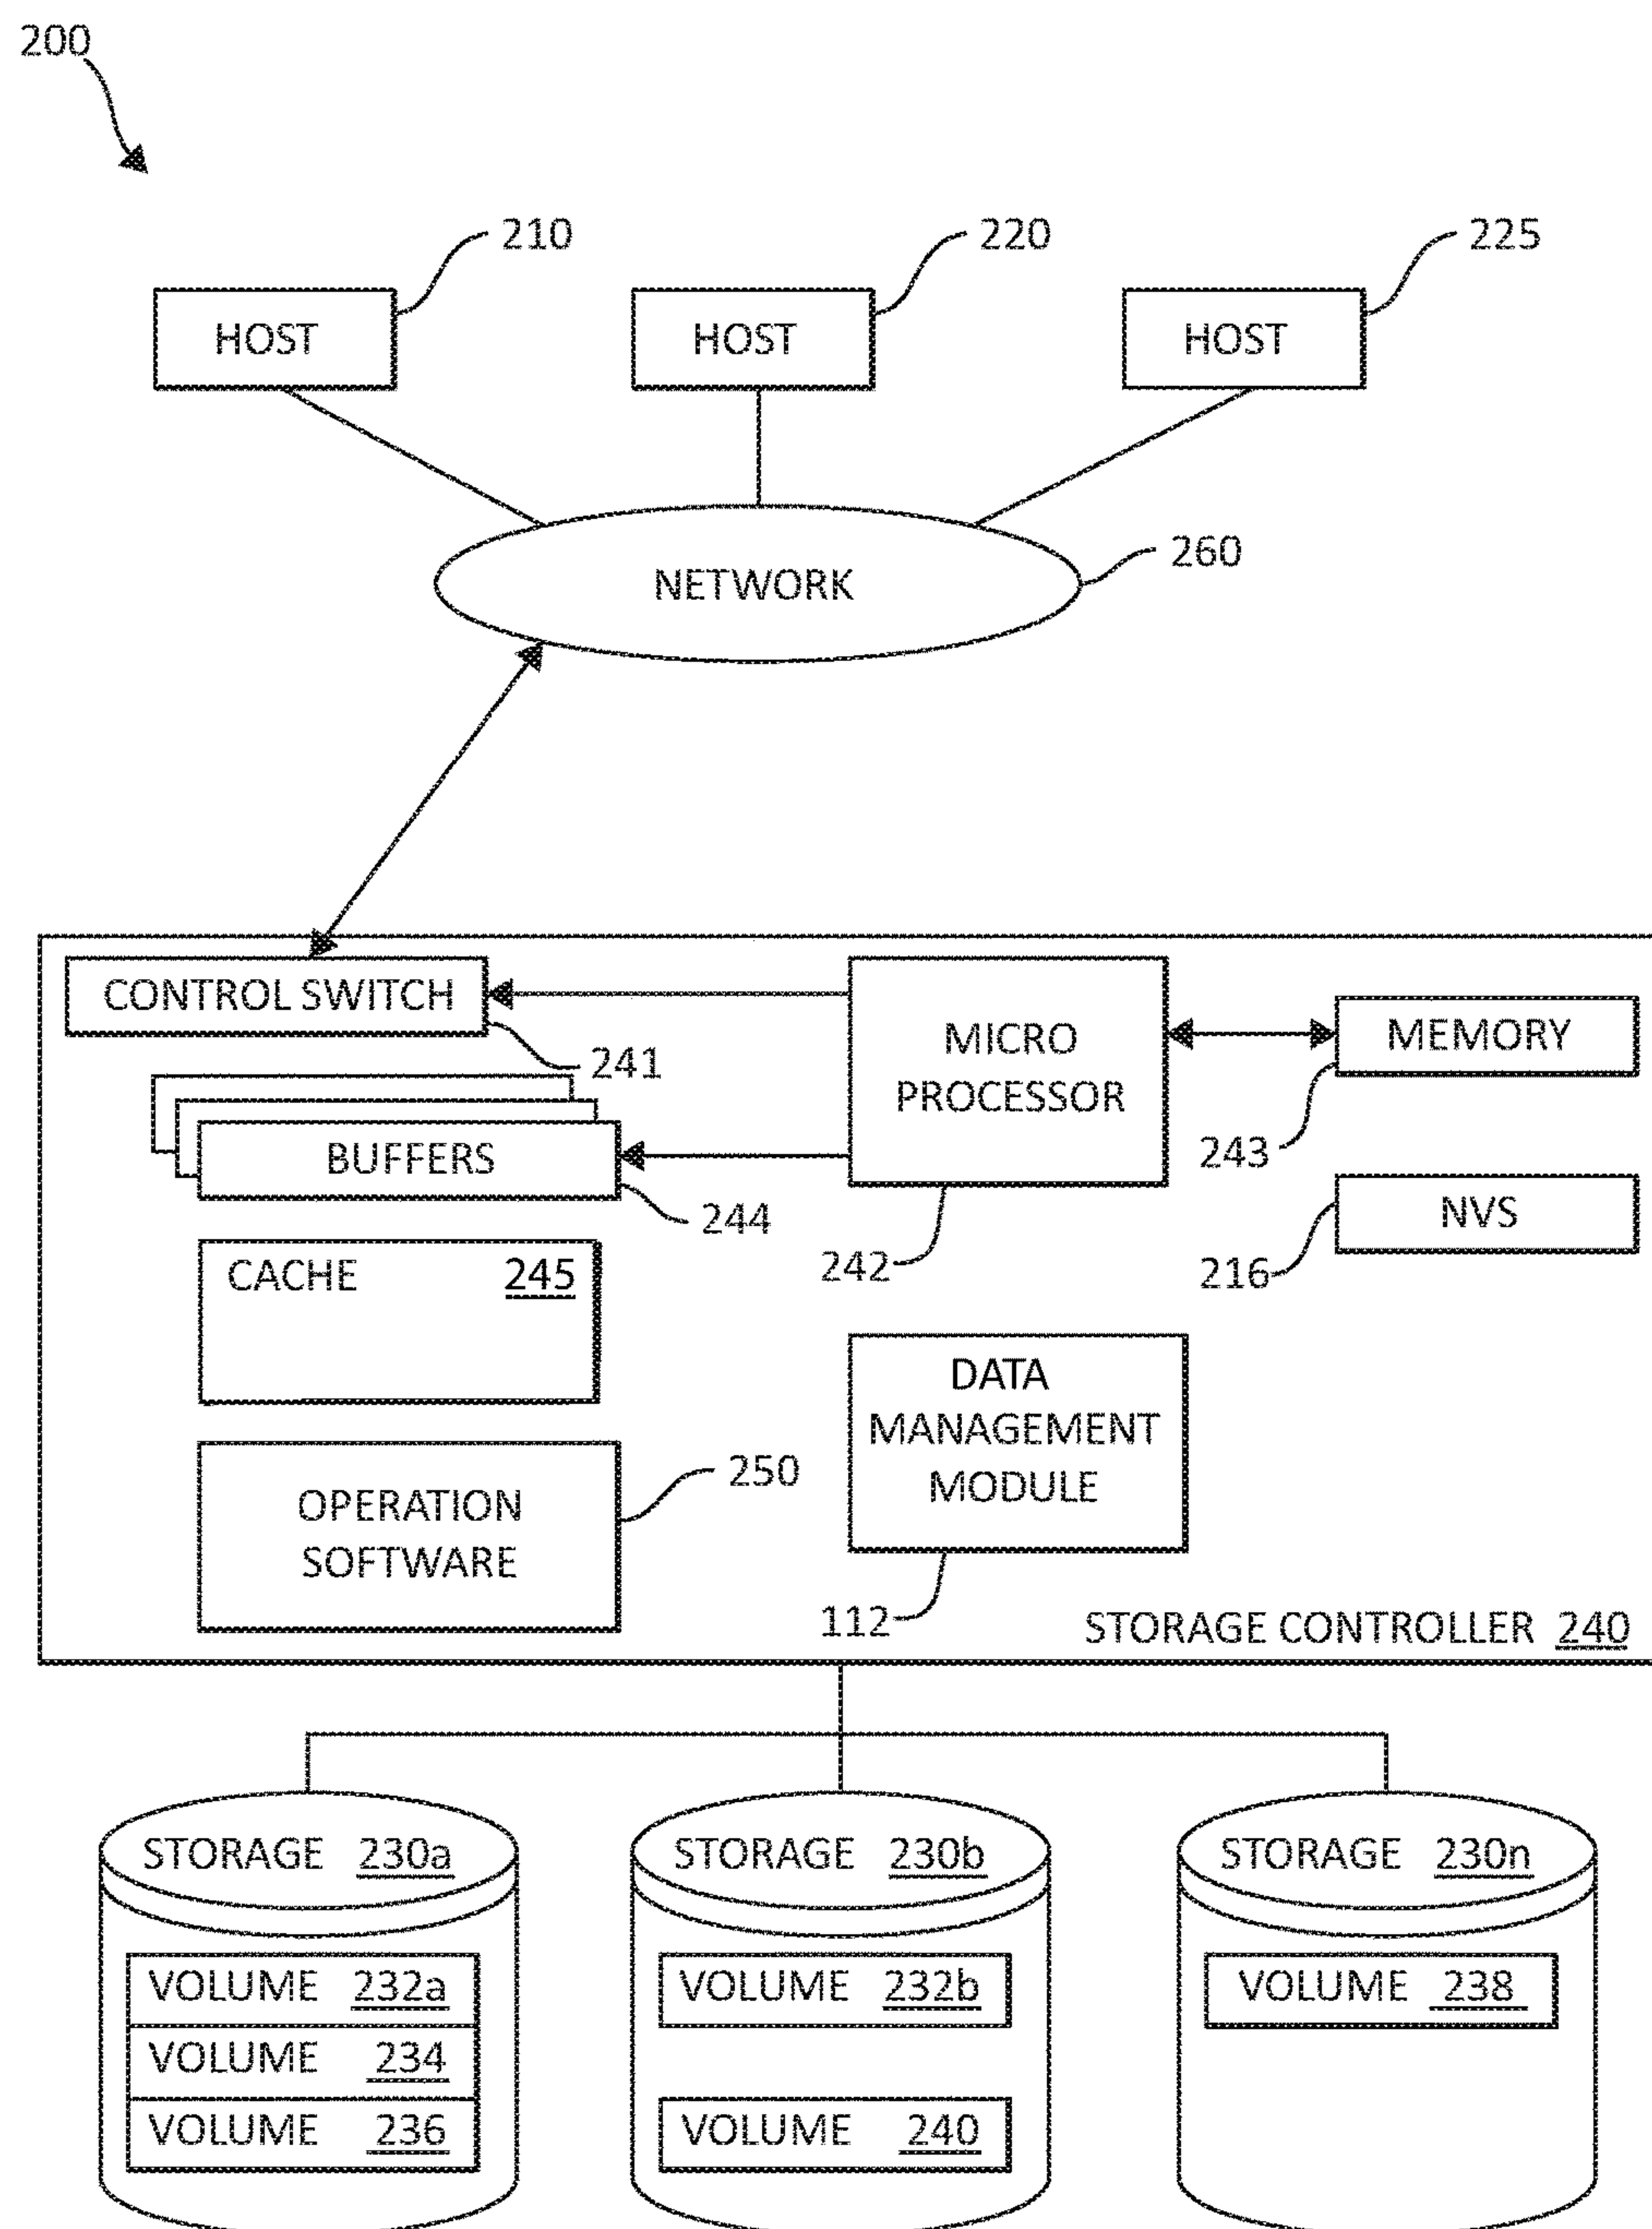 200
210
220
225
HOST
HOST
HOST
260
NETWORK
CONTROL SWITCH
241
MICRO
PROCESSOR
242
MEMORY
243
BUFFERS
244
NVS
216
CACHE 245
DATA
MANAGEMENT
MODULE
112
OPERATION
SOFTWARE
250
STORAGE CONTROLLER 240
STORAGE 230a
STORAGE 230b
STORAGE 230n
VOLUME 232a
VOLUME 234
VOLUME 236
VOLUME 232b
VOLUME 240
VOLUME 238